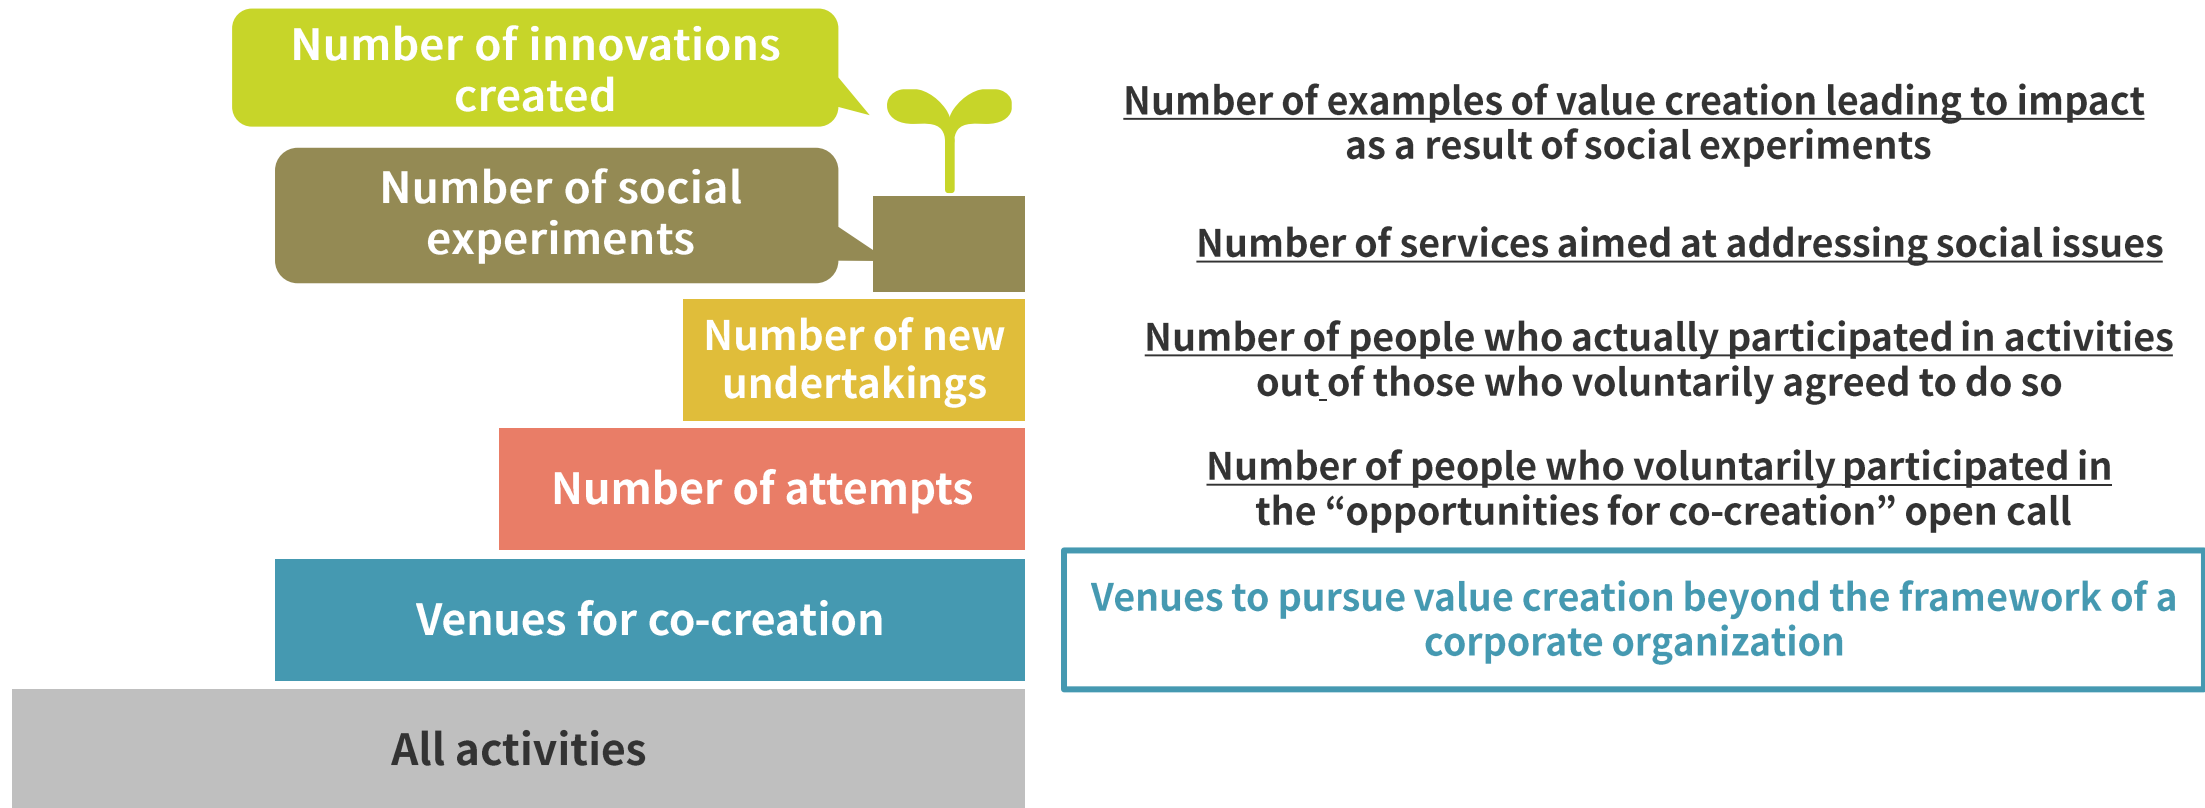 Number of innovations
created
Number of examples of value creation leading to impact
as a result of social experiments
Number of social
experiments
Number of services aimed at addressing social issues
Number of new
undertakings
Number of people who actually participated in activities
out of those who voluntarily agreed to do so
Number of attempts
Number of people who voluntarily participated in
the “opportunities for co-creation” open call
Venues for co-creation
Venues to pursue value creation beyond the framework of a
corporate organization
All activities